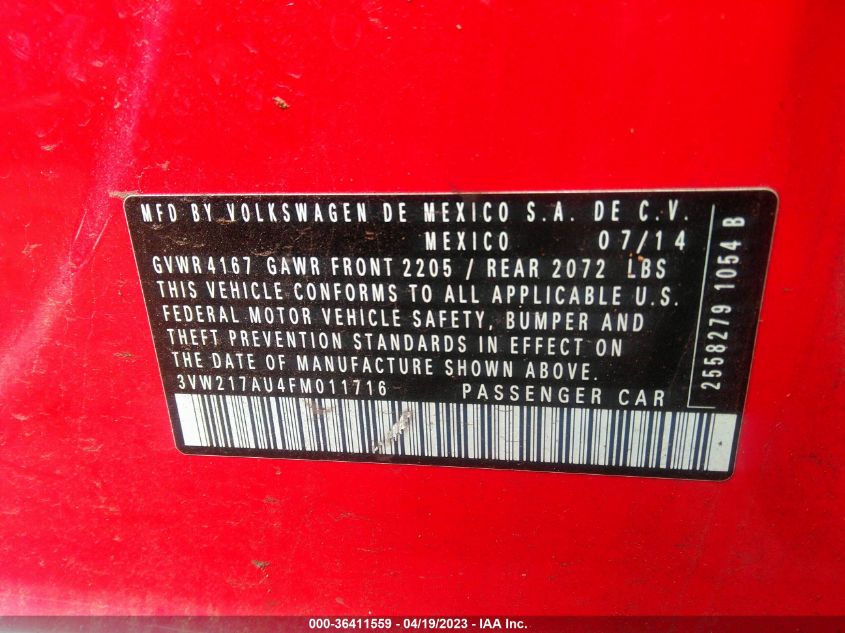 MFD BY VOLKSWAGEN DE MEXICO S.A. DE C.V.
MEXICO 07/14
GVWR 4167 GAWR FRONT 2205 / REAR 2072 LBS
THIS VEHICLE CONFORMS TO ALL APPLICABLE U.S.
FEDERAL MOTOR VEHICLE SAFETY, BUMPER AND
THEFT PREVENTION STANDARDS IN EFFECT ON
THE DATE OF MANUFACTURE SHOWN ABOVE.
3VW217AU4FM011716 PASSENGER CAR
2558279 1054 B
000-36411559 - 04/19/2023 - IAA Inc.